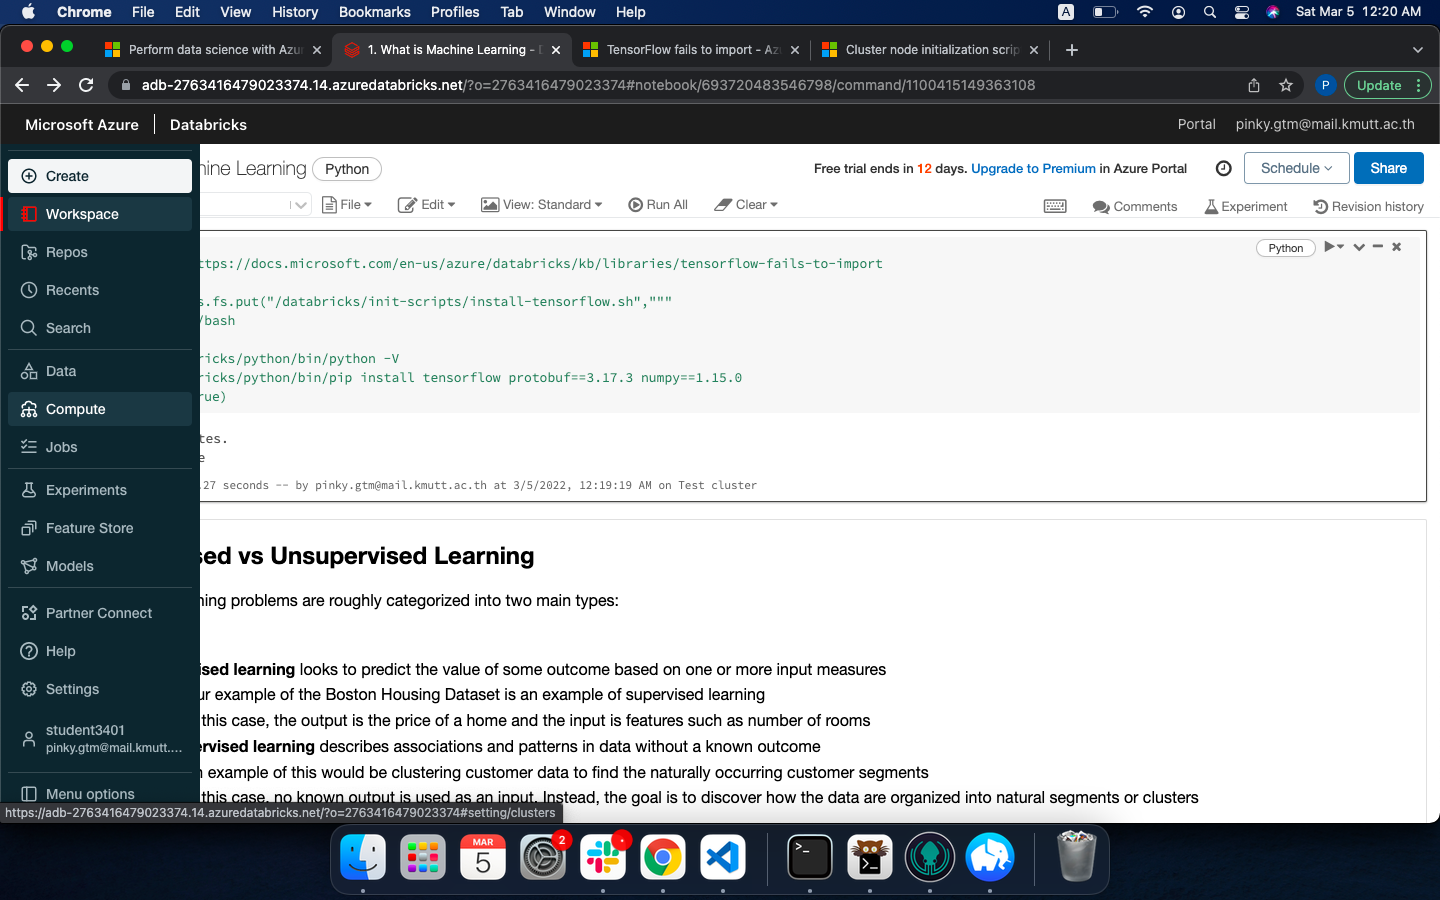 Chrome File Edit View History Bookmarks Profiles Tab Window Help A Sat Mar 5 12:20 AM
Perform data science with Azur 1. What is Machine Learning - D TensorFlow fails to import - Az Cluster node initialization scrip
adb-2763416479023374.14.azuredatabricks.net/?o=2763416479023374#notebook/693720483546798/command/1100415149363108 P Update
Microsoft Azure Databricks Portal pinky.gtm@mail.kmutt.ac.th
Create
hine Learning Python Free trial ends in 12 days. Upgrade to Premium in Azure Portal Schedule Share
File Edit View: Standard Run All Clear Comments Experiment Revision history
Workspace
Repos
Recents
Search
Data
Compute
Jobs
Experiments
Feature Store
Models
Partner Connect
Help
Settings
student3401
pinky.gtm@mail.kmutt....
Menu options
Python
ttps://docs.microsoft.com/en-us/azure/databricks/kb/libraries/tensorflow-fails-to-import
s.fs.put("/databricks/init-scripts/install-tensorflow.sh","""
/bash
ricks/python/bin/python -V
ricks/python/bin/pip install tensorflow protobuf==3.17.3 numpy==1.15.0
rue)
tes.
e
.27 seconds -- by pinky.gtm@mail.kmutt.ac.th at 3/5/2022, 12:19:19 AM on Test cluster
sed vs Unsupervised Learning
ning problems are roughly categorized into two main types:
ised learning looks to predict the value of some outcome based on one or more input measures
ur example of the Boston Housing Dataset is an example of supervised learning
this case, the output is the price of a home and the input is features such as number of rooms
ervised learning describes associations and patterns in data without a known outcome
n example of this would be clustering customer data to find the naturally occurring customer segments
this case, no known output is used as an input. Instead, the goal is to discover how the data are organized into natural segments or clusters
https://adb-2763416479023374.14.azuredatabricks.net/?o=2763416479023374#setting/clusters
MAR
5
2